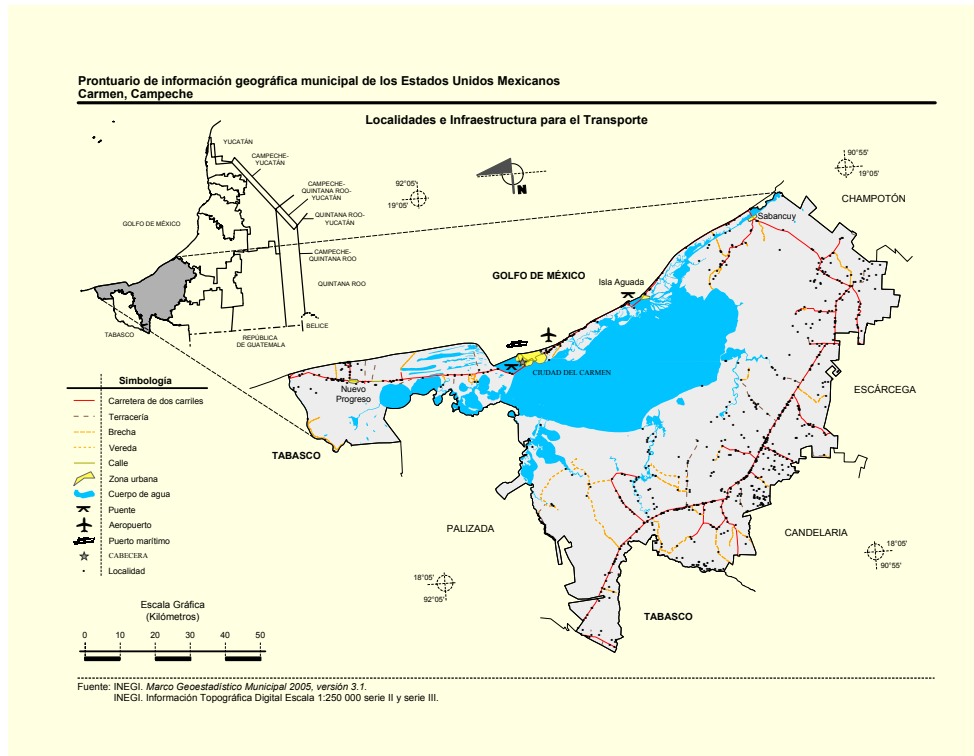 Prontuario de información geográfica municipal de los Estados Unidos Mexicanos
Carmen, Campeche
Localidades e Infraestructura para el Transporte
YUCATÁN
CAMPECHE-
YUCATÁN
CAMPECHE-
QUINTANA ROO-
YUCATÁN
QUINTANA ROO-
YUCATÁN
GOLFO DE MÉXICO
CAMPECHE-
QUINTANA ROO
QUINTANA ROO
TABASCO
REPÚBLICA
DE GUATEMALA
BELICE
92°05'
19°05'
N
90°55'
19°05'
CHAMPOTÓN
Sabancuy
GOLFO DE MÉXICO
Isla Aguada
CIUDAD DEL CARMEN
Nuevo
Progreso
ESCÁRCEGA
TABASCO
PALIZADA
CANDELARIA
18°05'
92°05'
18°05'
90°55'
TABASCO
Simbología
Carretera de dos carriles
Terracería
Brecha
Vereda
Calle
Zona urbana
Cuerpo de agua
Puente
Aeropuerto
Puerto marítimo
CABECERA
Localidad
Escala Gráfica
(Kilómetros)
0 10 20 30 40 50
Fuente: INEGI. Marco Geoestadístico Municipal 2005, versión 3.1.
INEGI. Información Topográfica Digital Escala 1:250 000 serie II y serie III.